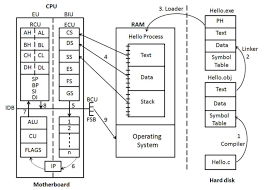 CPU
EU
BIU
RCU
ECU
AH AL
BH BL
CH CL
DH DL
SP
BP
SI
DI
CS
DS
SS
ES
FS
GS
IDB
7
8
5
BCU
FSB
ALU
CU
FLAGS
1
2
n
IP
6
9
4
Motherboard
RAM
Hello Process
Text
Data
Stack
Operating
System
3. Loader
Hello.exe
PH
Text
Data
Symbol
Table
Linker
2
Hello.obj
Text
Data
Symbol
Table
1
Compiler
Hello.c
Hard disk